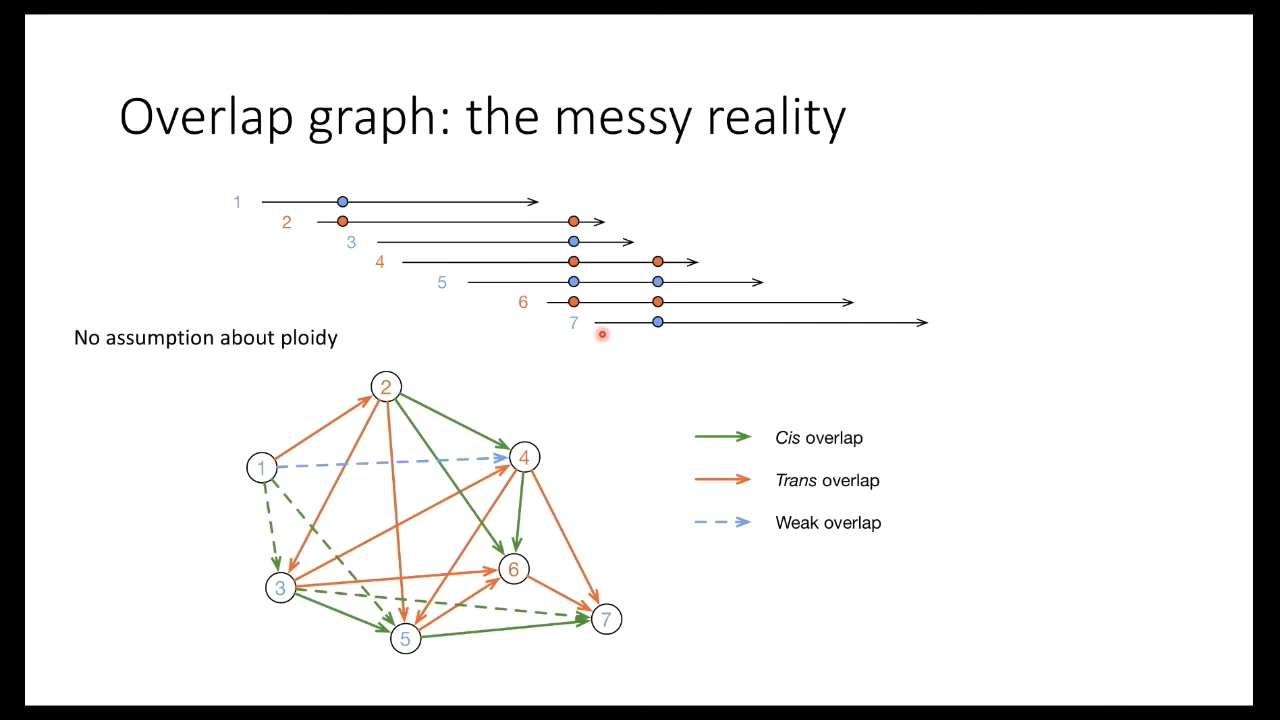 Overlap graph: the messy reality
1
2
3
4
5
6
7
No assumption about ploidy
2
1
4
3
6
5
7
Cis overlap
Trans overlap
Weak overlap